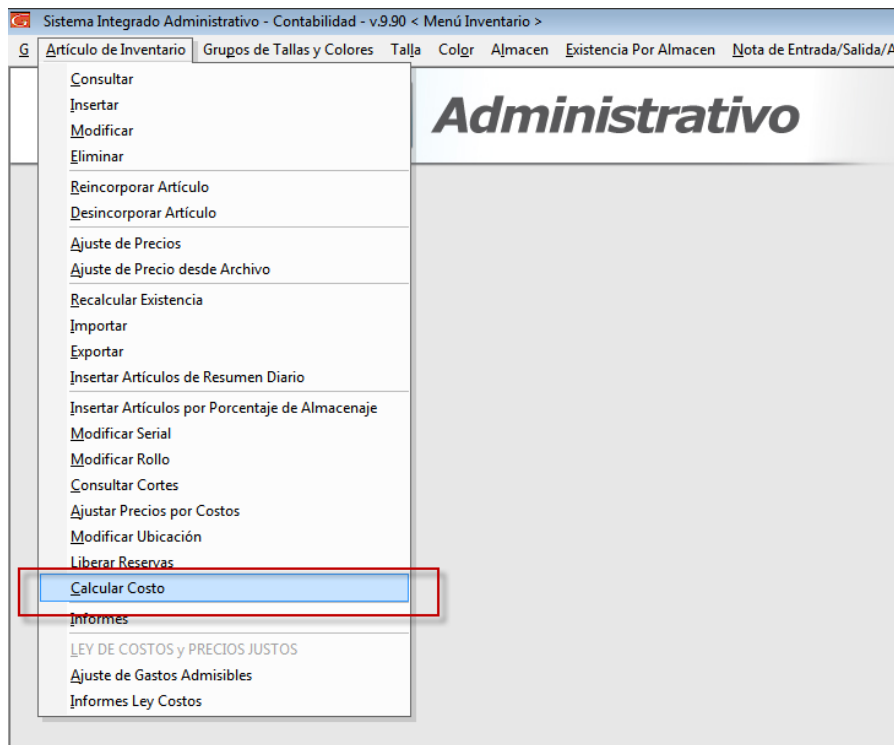 Sistema Integrado Administrativo - Contabilidad - v.9.90 < Menú Inventario >
G Artículo de Inventario Grupos de Tallas y Colores Talla Color Almacen Existencia Por Almacen Nota de Entrada/Salida/A
Administrativo
Consultar
Insertar
Modificar
Eliminar
Reincorporar Artículo
Desincorporar Artículo
Ajuste de Precios
Ajuste de Precio desde Archivo
Recalcular Existencia
Importar
Exportar
Insertar Artículos de Resumen Diario
Insertar Artículos por Porcentaje de Almacenaje
Modificar Serial
Modificar Rollo
Consultar Cortes
Ajustar Precios por Costos
Modificar Ubicación
Liberar Reservas
Calcular Costo
Informes
LEY DE COSTOS y PRECIOS JUSTOS
Ajuste de Gastos Admisibles
Informes Ley Costos